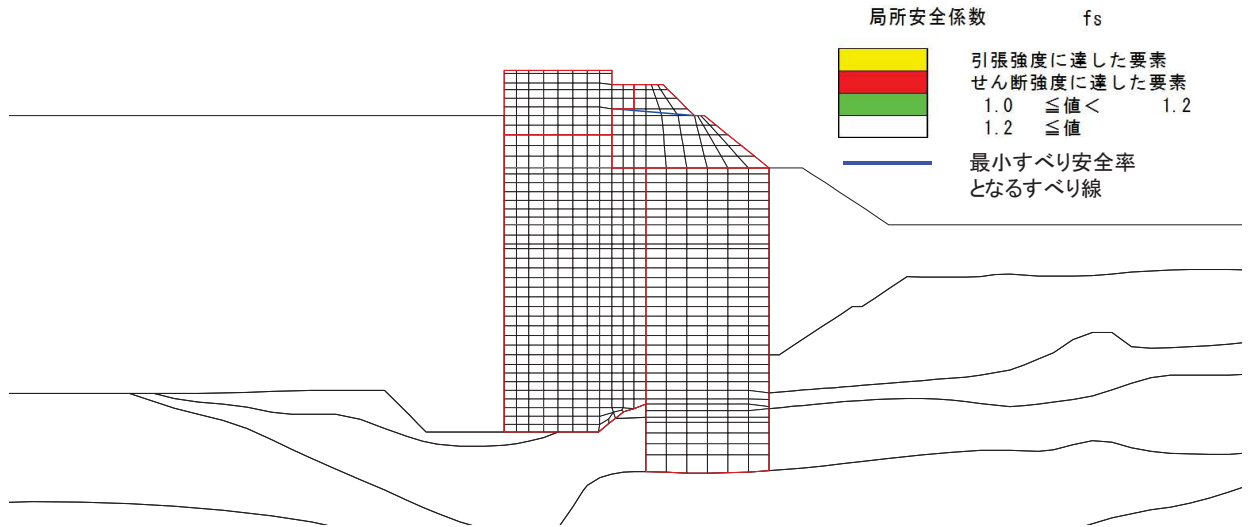 局所安全係数 fs
引張強度に達した要素
せん断強度に達した要素
1.0 ≦値< 1.2
1.2 ≦値
最小すべり安全率
となるすべり線